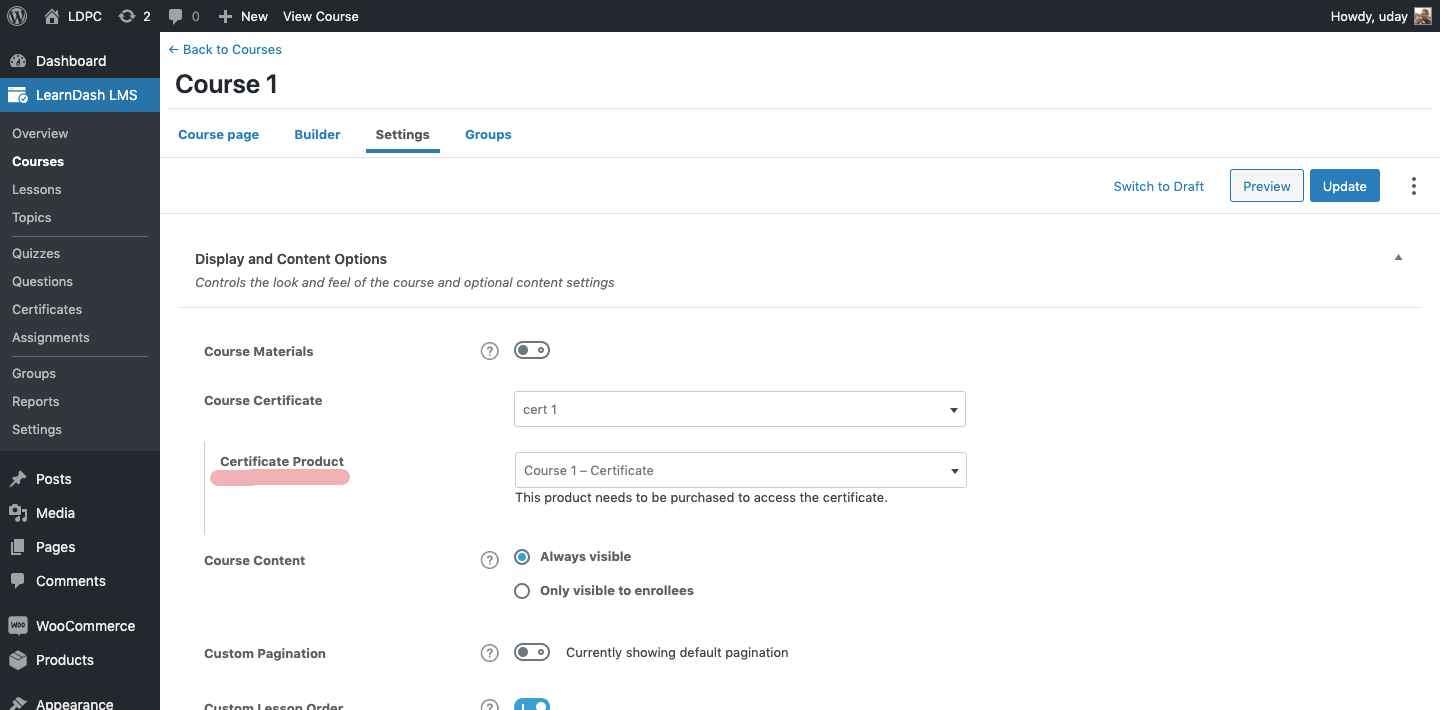 LDPC 2 0 New View Course Howdy, uday
Dashboard
LearnDash LMS
Overview
Courses
Lessons
Topics
Quizzes
Questions
Certificates
Assignments
Groups
Reports
Settings
Posts
Media
Pages
Comments
WOO WooCommerce
Products
Appearance
← Back to Courses
Course 1
Course page Builder Settings Groups
Switch to Draft Preview Update
Display and Content Options
Controls the look and feel of the course and optional content settings
Course Materials ?
Course Certificate cert 1
Certificate Product Course 1 – Certificate
This product needs to be purchased to access the certificate.
Course Content ? Always visible
Only visible to enrollees
Custom Pagination ? Currently showing default pagination
Custom Lesson Order ?